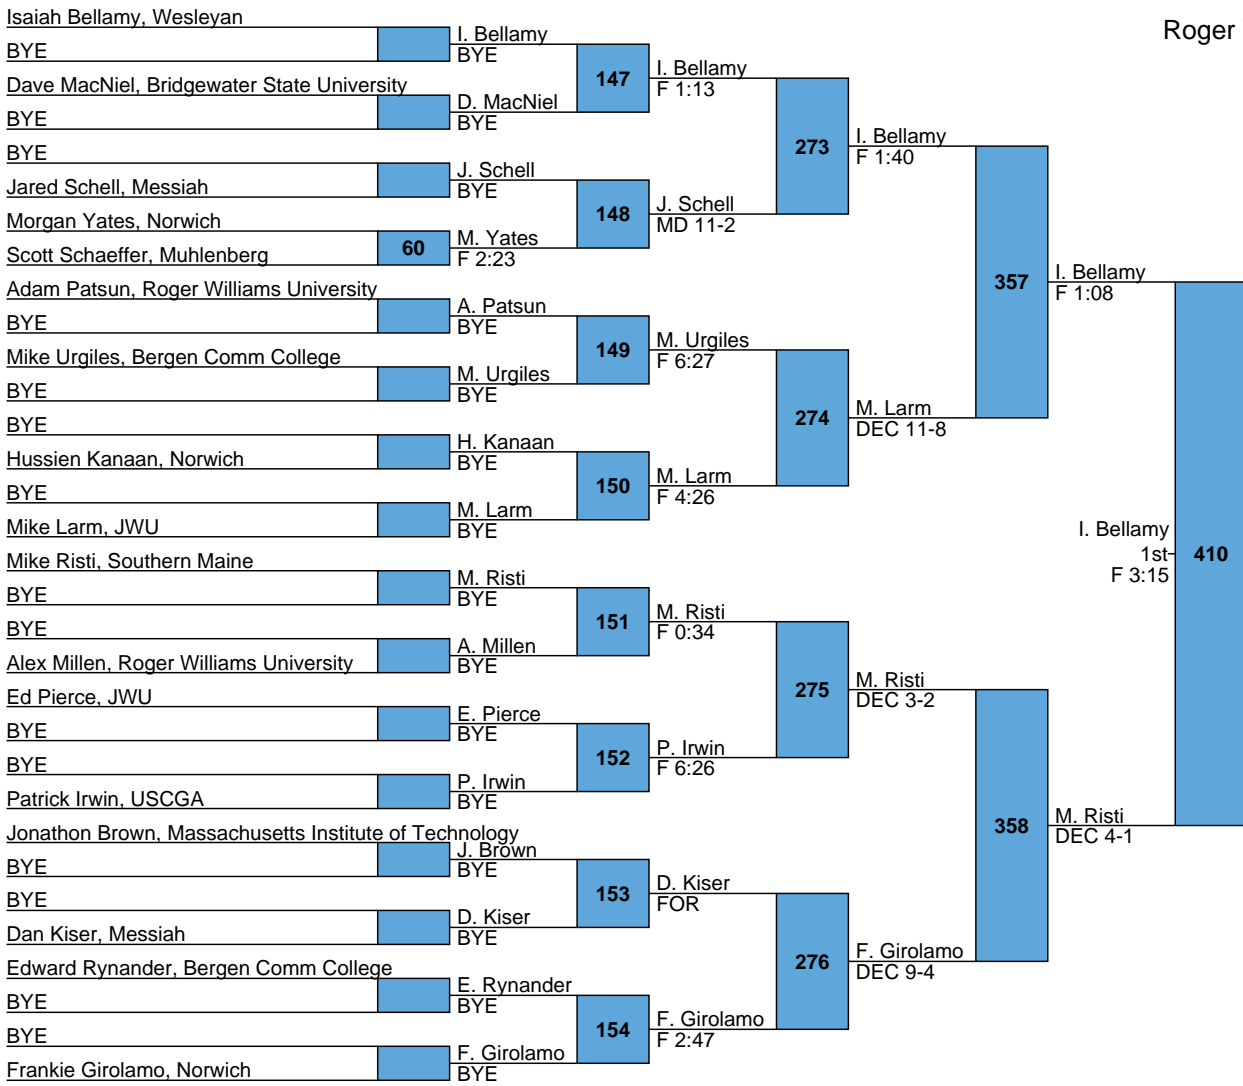 Isaiah Bellamy, Wesleyan
BYE
Dave MacNiel, Bridgewater State University
BYE
BYE
Jared Schell, Messiah
Morgan Yates, Norwich
Scott Schaeffer, Muhlenberg
Adam Patsun, Roger Williams University
BYE
Mike Urgiles, Bergen Comm College
BYE
BYE
Hussien Kanaan, Norwich
BYE
Mike Larm, JWU
Mike Risti, Southern Maine
BYE
BYE
Alex Millen, Roger Williams University
Ed Pierce, JWU
BYE
BYE
Patrick Irwin, USCGA
Jonathon Brown, Massachusetts Institute of Technology
BYE
BYE
Dan Kiser, Messiah
Edward Rynander, Bergen Comm College
BYE
BYE
Frankie Girolamo, Norwich
60
I. Bellamy
BYE
D. MacNiel
BYE
J. Schell
BYE
M. Yates
F 2:23
A. Patsun
BYE
M. Urgiles
BYE
H. Kanaan
BYE
M. Larm
BYE
M. Risti
BYE
A. Millen
BYE
E. Pierce
BYE
P. Irwin
BYE
J. Brown
BYE
D. Kiser
BYE
E. Rynander
BYE
F. Girolamo
BYE
147
148
149
150
151
152
153
154
I. Bellamy
F 1:13
J. Schell
MD 11-2
M. Urgiles
F 6:27
M. Larm
F 4:26
M. Risti
F 0:34
P. Irwin
F 6:26
D. Kiser
FOR
F. Girolamo
F 2:47
273
274
275
276
I. Bellamy
F 1:40
M. Larm
DEC 11-8
M. Risti
DEC 3-2
F. Girolamo
DEC 9-4
357
358
I. Bellamy
F 1:08
M. Risti
DEC 4-1
I. Bellamy
1st
F 3:15
410
Roger